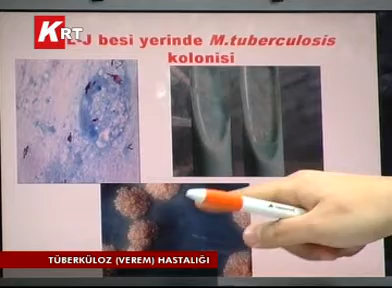 KRT
L-J besi yerinde M.tuberculosis
kolonisi
TÜBERKÜLOZ (VEREM) HASTALIĞI